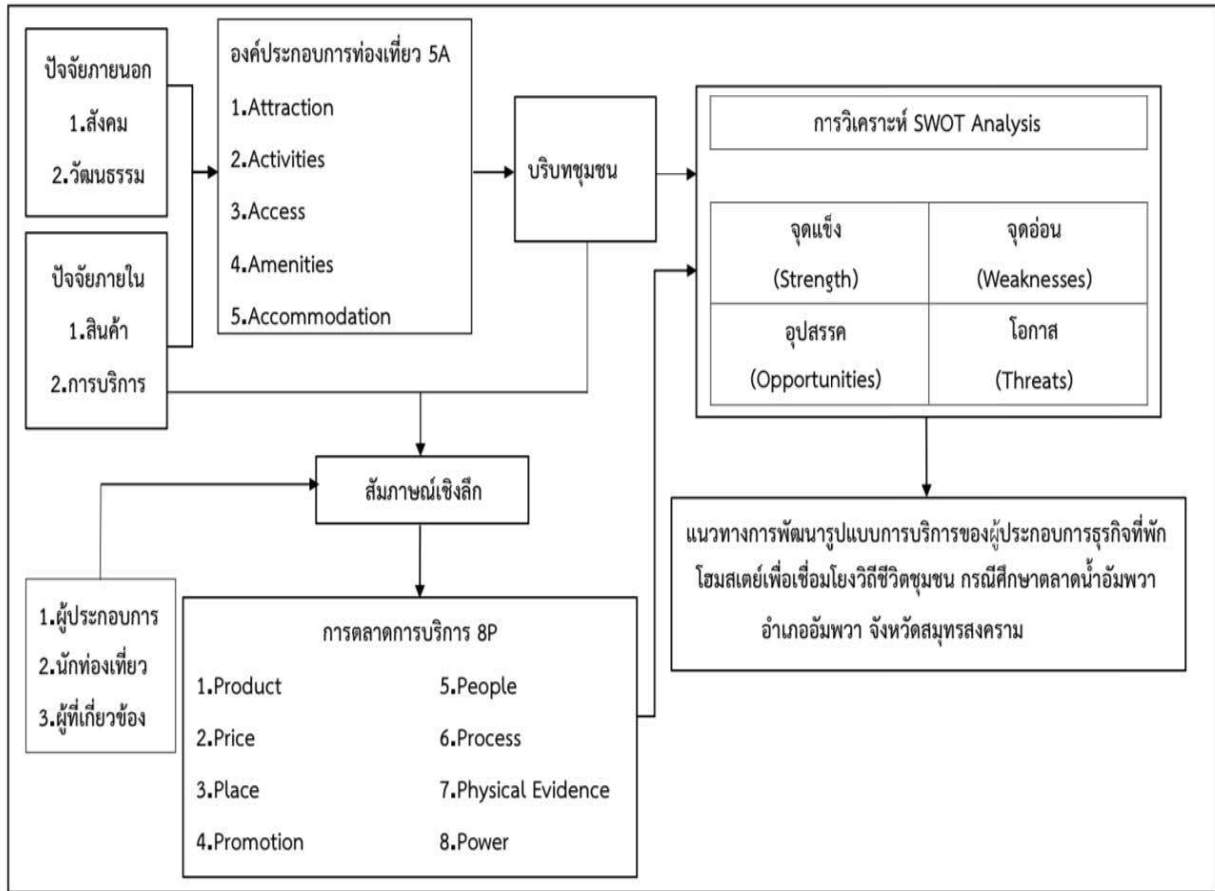 ปัจจัยภายนอก
1.สังคม
2.วัฒนธรรม
ปัจจัยภายใน
1.สินค้า
2.การบริการ
องค์ประกอบการท่องเที่ยว 5A
1.Attraction
2.Activities
3.Access
4.Amenities
5.Accommodation
บริบทชุมชน
การวิเคราะห์ SWOT Analysis
จุดแข็ง
(Strength)
จุดอ่อน
(Weaknesses)
อุปสรรค
(Opportunities)
โอกาส
(Threats)
สัมภาษณ์เชิงลึก
1.ผู้ประกอบการ
2.นักท่องเที่ยว
3.ผู้ที่เกี่ยวข้อง
การตลาดการบริการ 8P
1.Product
2.Price
3.Place
4.Promotion
5.People
6.Process
7.Physical Evidence
8.Power
แนวทางการพัฒนารูปแบบการบริการของผู้ประกอบการธุรกิจที่พัก
โฮมสเตย์เพื่อเชื่อมโยงวิถีชีวิตชุมชน กรณีศึกษาตลาดน้ำอัมพวา
อำเภออัมพวา จังหวัดสมุทรสงคราม